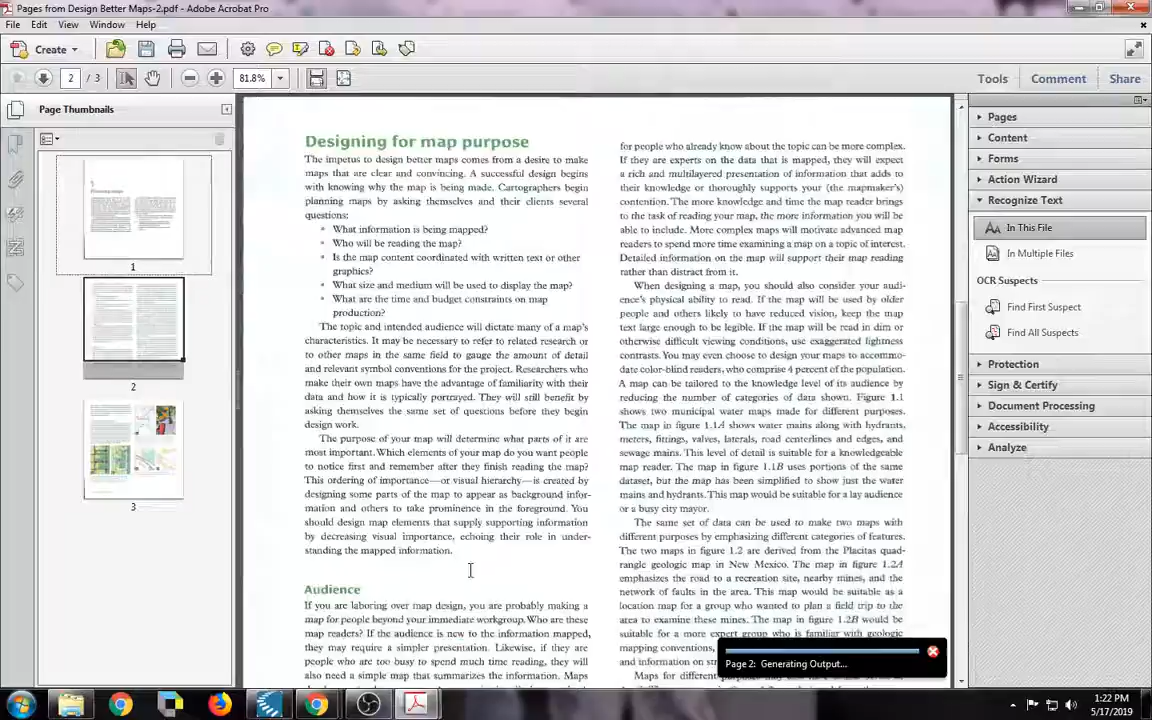 Pages from Design Better Maps-2.pdf - Adobe Acrobat Pro
File Edit View Window Help
Create
2 / 3 81.8% Tools Comment Share
Page Thumbnails
1
2
3
Designing for map purpose
The impetus to design better maps comes from a desire to make
maps that are clear and convincing. A successful design begins
with knowing why the map is being made. Cartographers begin
planning maps by asking themselves and their clients several
questions:
What information is being mapped?
Who will be reading the map?
Is the map content coordinated with written text or other
graphics?
What size and medium will be used to display the map?
What are the time and budget constraints on map
production?
The topic and intended audience will dictate many of a map's
characteristics. It may be necessary to refer to related research or
to other maps in the same field to gauge the amount of detail
and relevant symbol conventions for the project. Researchers who
make their own maps have the advantage of familiarity with their
data and how it is typically portrayed. They will still benefit by
asking themselves the same set of questions before they begin
design work.
The purpose of your map will determine what parts of it are
most important. Which elements of your map do you want people
to notice first and remember after they finish reading the map?
This ordering of importance—or visual hierarchy—is created by
designing some parts of the map to appear as background infor-
mation and others to take prominence in the foreground. You
should design map elements that supply supporting information
by decreasing visual importance, echoing their role in under-
standing the mapped information.
Audience
If you are laboring over map design, you are probably making a
map for people beyond your immediate workgroup. Who are these
map readers? If the audience is new to the information mapped,
they may require a simpler presentation. Likewise, if they are
people who are too busy to spend much time reading, they will
also need a simple map that summarizes the information. Maps
for people who already know about the topic can be more complex.
If they are experts on the data that is mapped, they will expect
a rich and multilayered presentation of information that adds to
their knowledge or thoroughly supports your (the mapmaker's)
contention. The more knowledge and time the map reader brings
to the task of reading your map, the more information you will be
able to include. More complex maps will motivate advanced map
readers to spend more time examining a map on a topic of interest.
Detailed information on the map will support their map reading
rather than distract from it.
When designing a map, you should also consider your audi-
ence's physical ability to read. If the map will be used by older
people and others likely to have reduced vision, keep the map
text large enough to be legible. If the map will be read in dim or
otherwise difficult viewing conditions, use exaggerated lightness
contrasts. You may even choose to design your maps to accommo-
date color-blind readers, who comprise 4 percent of the population.
A map can be tailored to the knowledge level of its audience by
reducing the number of categories of data shown. Figure 1.1
shows two municipal water maps made for different purposes.
The map in figure 1.1A shows water mains along with hydrants,
meters, fittings, valves, laterals, road centerlines and edges, and
sewage mains. This level of detail is suitable for a knowledgeable
map reader. The map in figure 1.1B uses portions of the same
dataset, but the map has been simplified to show just the water
mains and hydrants. This map would be suitable for a lay audience
or a busy city mayor.
The same set of data can be used to make two maps with
different purposes by emphasizing different categories of features.
The two maps in figure 1.2 are derived from the Placitas quad-
rangle geologic map in New Mexico. The map in figure 1.2A
emphasizes the road to a recreation site, nearby mines, and the
network of faults in the area. This map would be suitable as a
location map for a group who wanted to plan a field trip to the
area to examine these mines. The map in figure 1.2B would be
suitable for a more expert group who is familiar with geologic
mapping conventions,
and information on
Maps for different
Page 2: Generating Output...
Pages
Content
Forms
Action Wizard
Recognize Text
In This File
In Multiple Files
OCR Suspects
Find First Suspect
Find All Suspects
Protection
Sign & Certify
Document Processing
Accessibility
Analyze
1:22 PM
5/17/2019